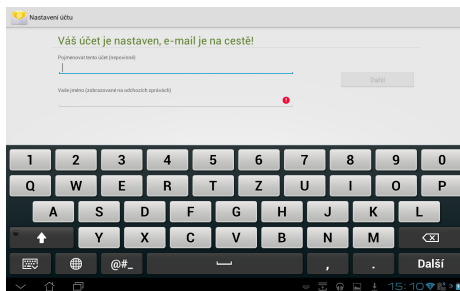 Nastavení účtu
Váš účet je nastaven, e-mail je na cestě!
Pojmenovat tento účet (nepovinné)
Další
Vaše jméno (zobrazované na odchozích zprávách)
1 2 3 4 5 6 7 8 9 0
Q W E R T Z U I O P
A S D F G H J K L
Y X C V B N M
@#_ , . Další
15:10